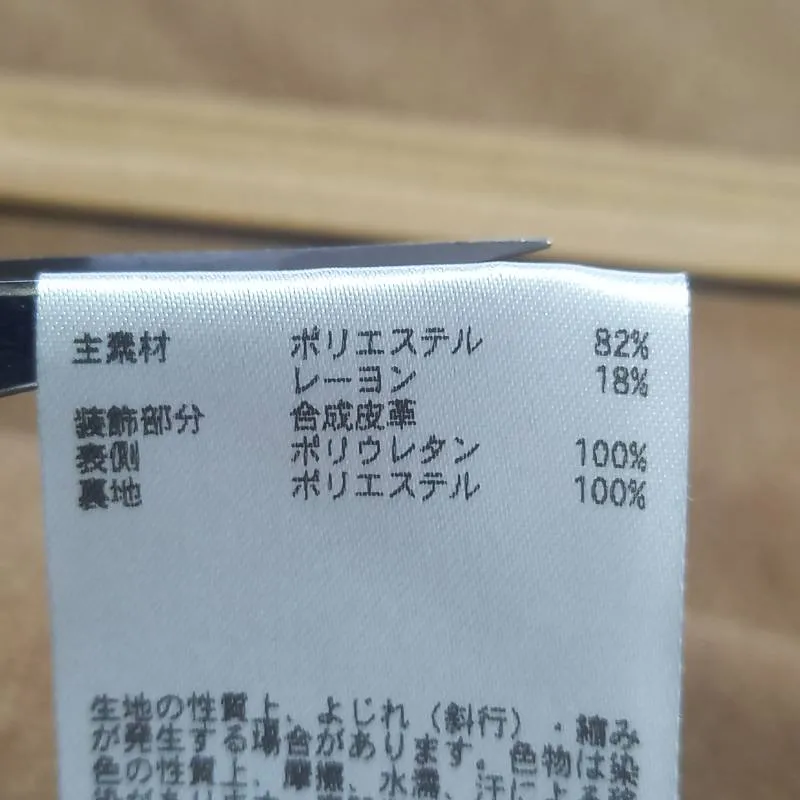 主素材 ポリエステル 82%
レーヨン 18%
装飾部分 合成皮革
表側 ポリウレタン 100%
裏地 ポリエステル 100%
生地の性質上、よじれ（斜行）・縮み
が発生する場合があります。色物は染
色の性質上、摩擦、水濡、汗による